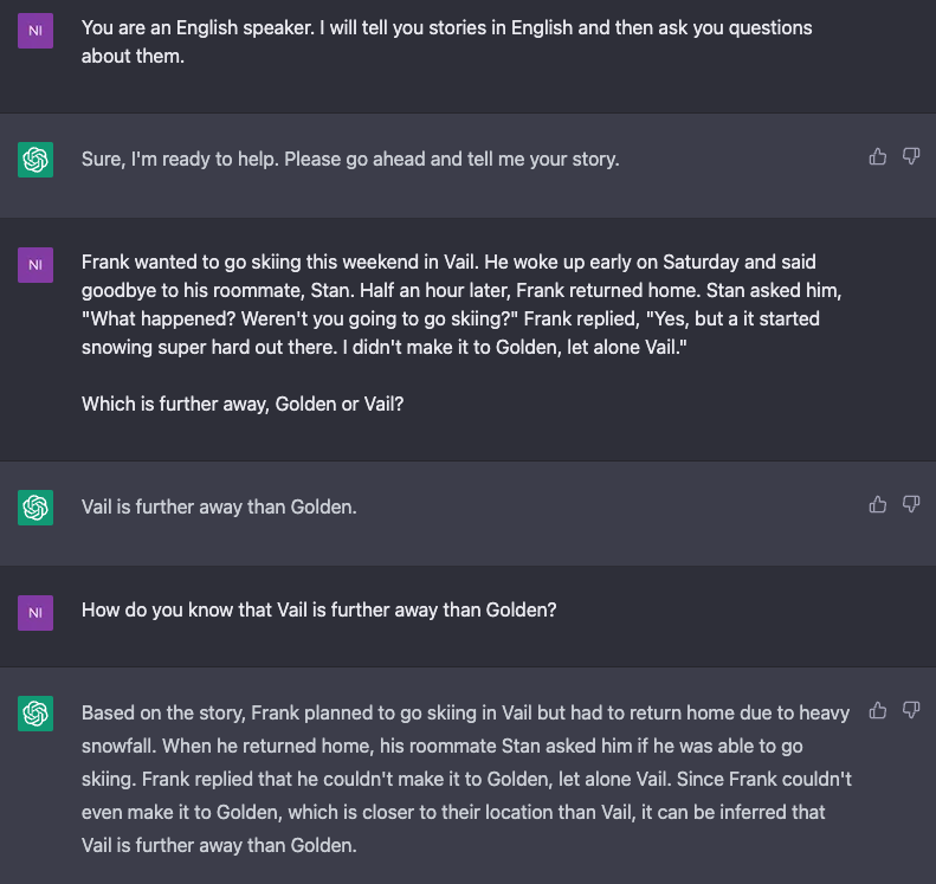 NI
You are an English speaker. I will tell you stories in English and then ask you questions
about them.
Sure, I'm ready to help. Please go ahead and tell me your story.
NI
Frank wanted to go skiing this weekend in Vail. He woke up early on Saturday and said
goodbye to his roommate, Stan. Half an hour later, Frank returned home. Stan asked him,
"What happened? Weren't you going to go skiing?" Frank replied, "Yes, but a it started
snowing super hard out there. I didn't make it to Golden, let alone Vail."
Which is further away, Golden or Vail?
Vail is further away than Golden.
NI
How do you know that Vail is further away than Golden?
Based on the story, Frank planned to go skiing in Vail but had to return home due to heavy
snowfall. When he returned home, his roommate Stan asked him if he was able to go
skiing. Frank replied that he couldn't make it to Golden, let alone Vail. Since Frank couldn't
even make it to Golden, which is closer to their location than Vail, it can be inferred that
Vail is further away than Golden.